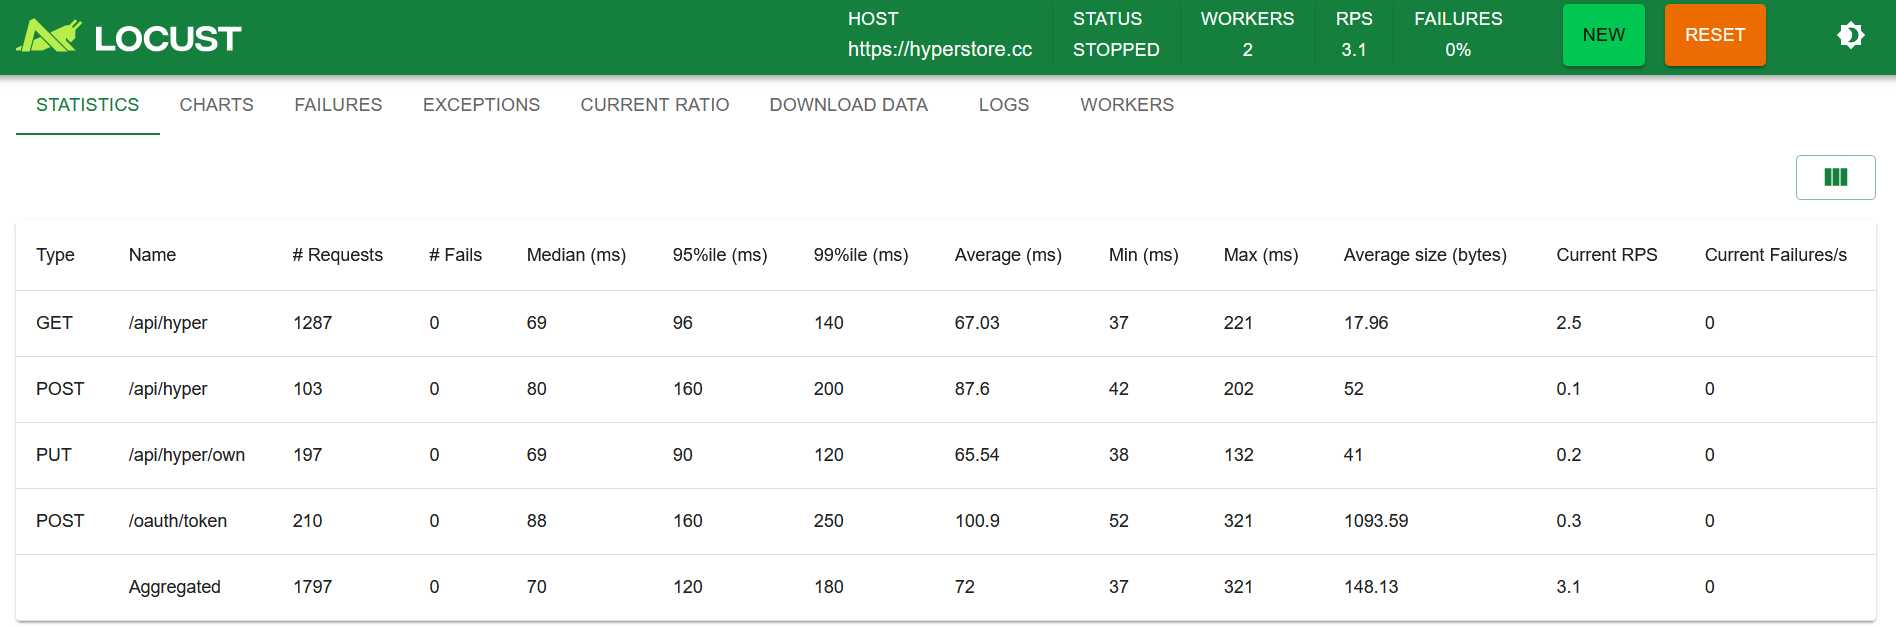 LOCUST
HOST
https://hyperstore.cc
STATUS
STOPPED
WORKERS
2
RPS
3.1
FAILURES
0%
NEW
RESET
STATISTICS CHARTS FAILURES EXCEPTIONS CURRENT RATIO DOWNLOAD DATA LOGS WORKERS
Type Name # Requests # Fails Median (ms) 95%ile (ms) 99%ile (ms) Average (ms) Min (ms) Max (ms) Average size (bytes) Current RPS Current Failures/s
GET /api/hyper 1287 0 69 96 140 67.03 37 221 17.96 2.5 0
POST /api/hyper 103 0 80 160 200 87.6 42 202 52 0.1 0
PUT /api/hyper/own 197 0 69 90 120 65.54 38 132 41 0.2 0
POST /oauth/token 210 0 88 160 250 100.9 52 321 1093.59 0.3 0
Aggregated 1797 0 70 120 180 72 37 321 148.13 3.1 0